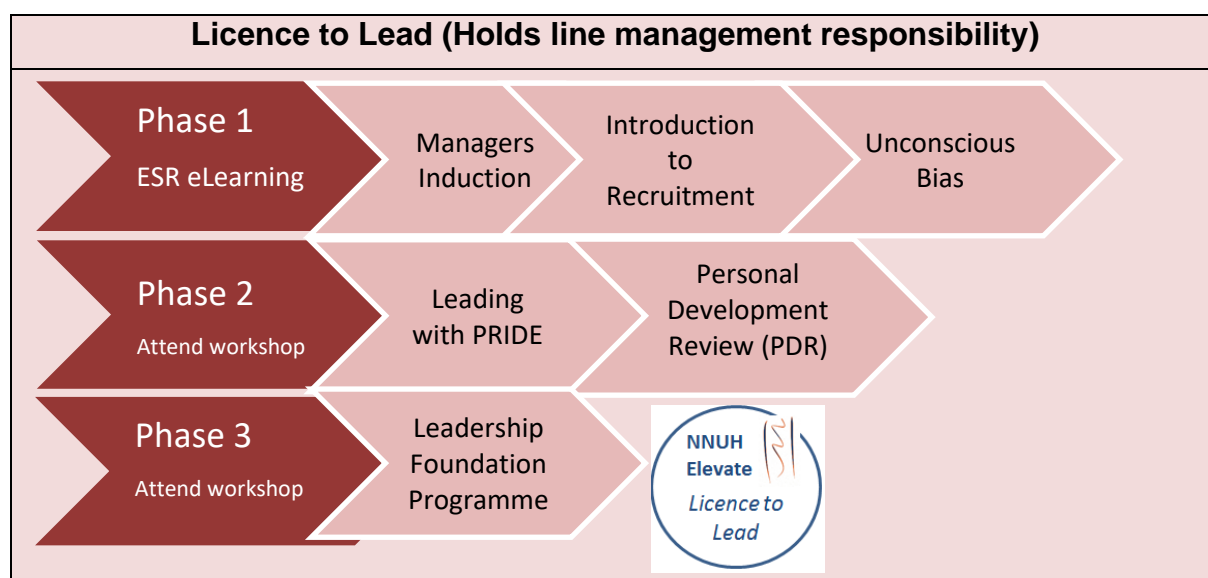 Licence to Lead (Holds line management responsibility)
Phase 1
ESR eLearning
Managers
Induction
Introduction
to
Recruitment
Unconscious
Bias
Phase 2
Attend workshop
Leading
with PRIDE
Personal
Development
Review (PDR)
Phase 3
Attend workshop
Leadership
Foundation
Programme
NNUH
Elevate
Licence to
Lead